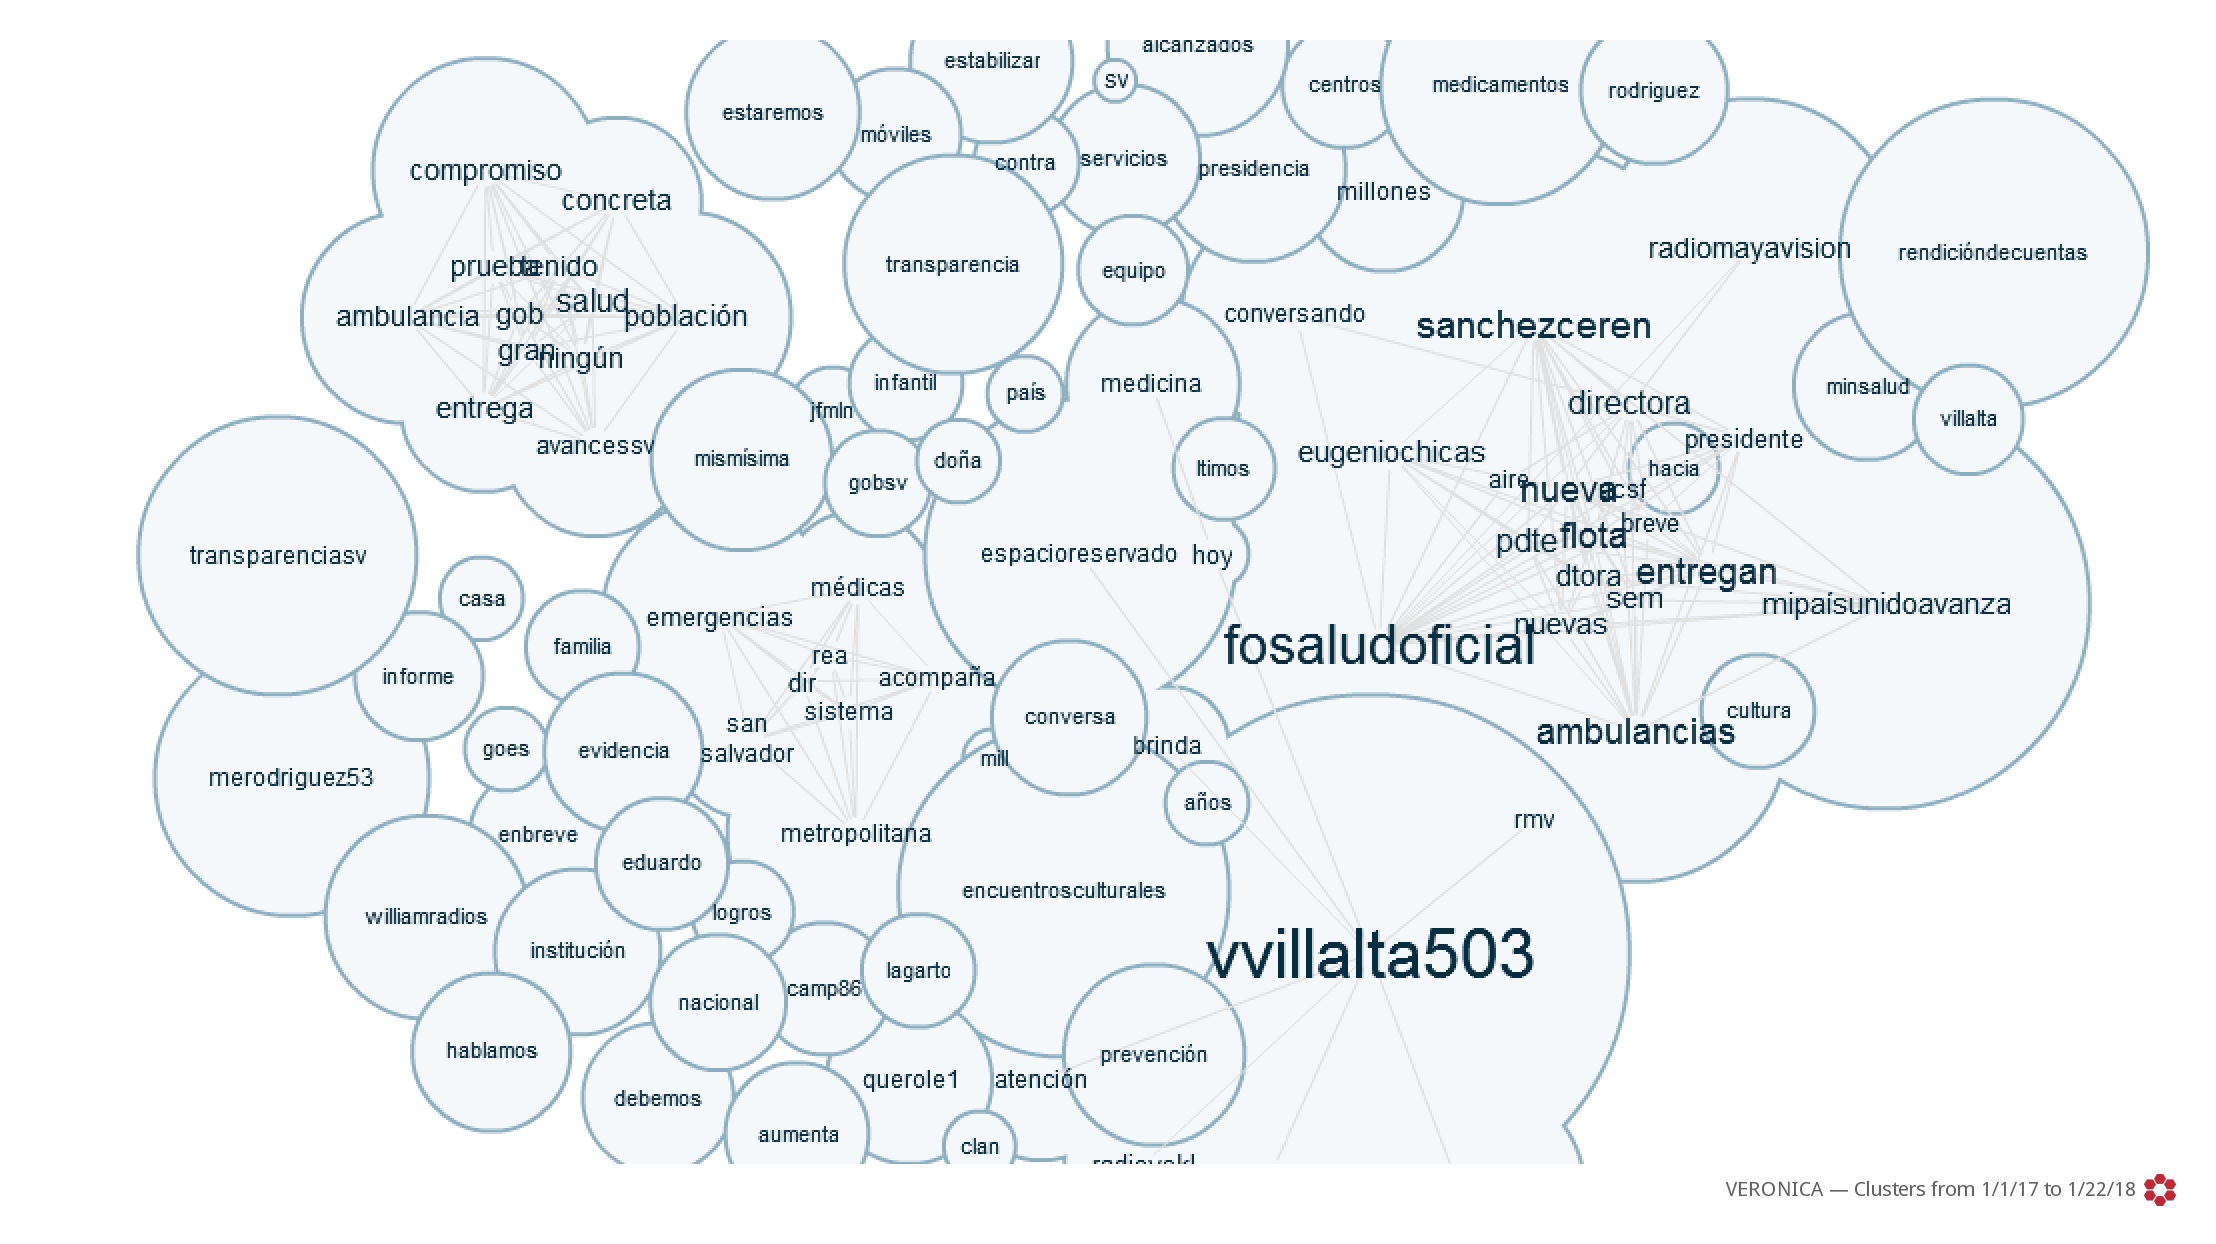 alcanzados
estabilizar
sv
centros
medicamentos
rodriguez
estaremos
móviles
contra
servicios
presidencia
millones
compromiso
concreta
radiomayavision
rendicióndecuentas
prueba
tenido
transparencia
equipo
salud
ambulancia
gob
población
conversando
sanchezceren
gran
ningún
infantil
país
medicina
minsalud
directora
entrega
jfmln
villalta
avancessv
mismísima
gobsv
doña
ltimos
eugeniochicas
presidente
hacia
aire
nueva
csf
breve
pdte
flota
transparenciasv
espacioreservado
hoy
dtora
entregan
casa
médicas
sem
mipaísunidoavanza
emergencias
nuevas
familia
fosaludoficial
rea
informe
dir
acompaña
sistema
conversa
cultura
san
salvador
ambulancias
goes
evidencia
mill
brinda
merodriguez53
años
rmv
enbreve
metropolitana
eduardo
encuentrosculturales
williamradios
logros
institución
vvillalta503
lagarto
camp86
nacional
hablamos
prevención
querole1
atención
debemos
aumenta
clan
VERONICA — Clusters from 1/1/17 to 1/22/18